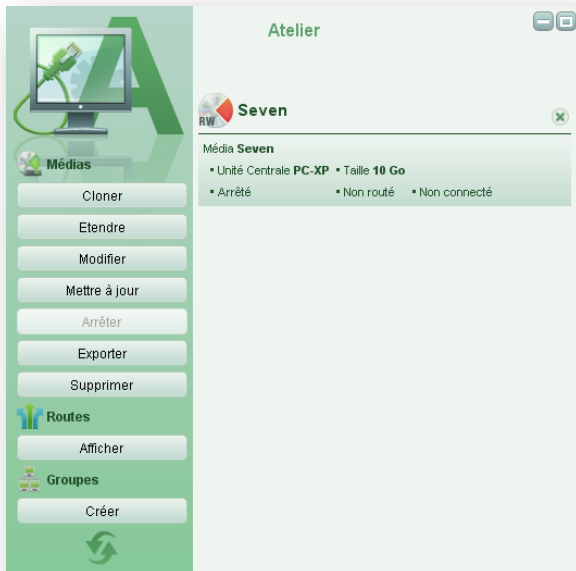 Atelier
A
RW
Seven
Média Seven
▪ Unité Centrale PC-XP ▪ Taille 10 Go
▪ Arrêté ▪ Non routé ▪ Non connecté
Médias
Cloner
Etendre
Modifier
Mettre à jour
Arrêter
Exporter
Supprimer
Routes
Afficher
Groupes
Créer